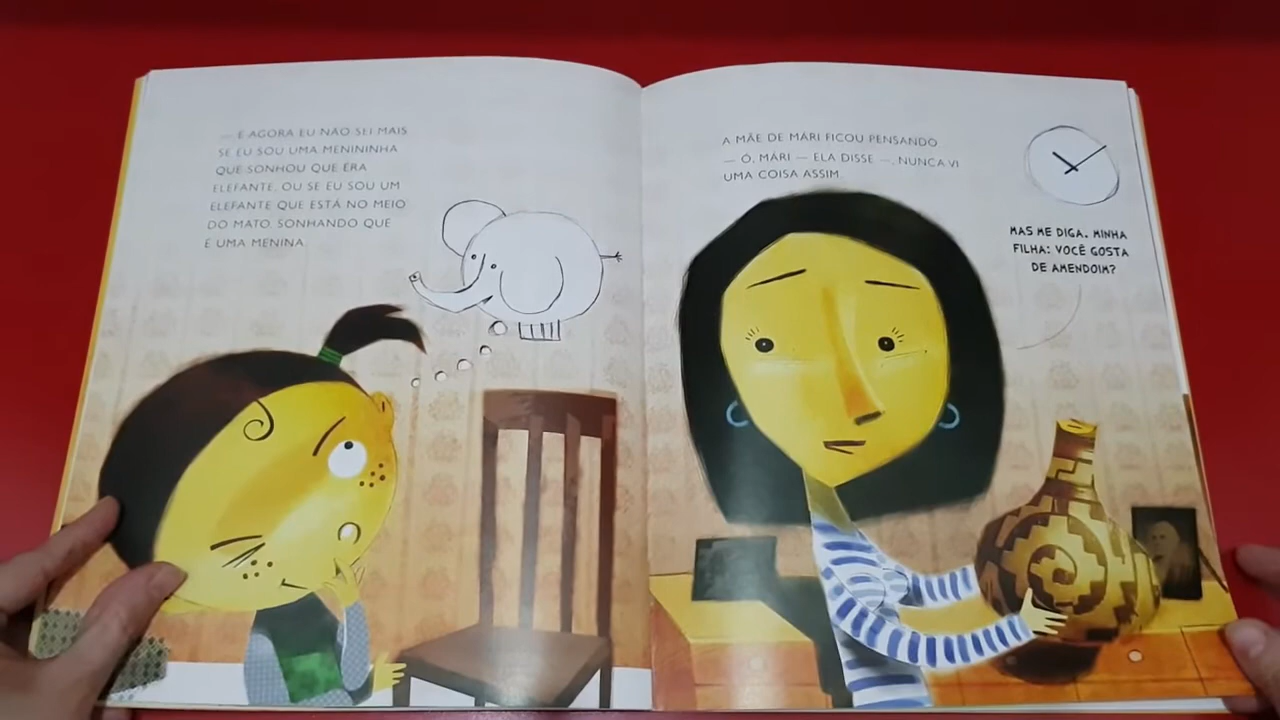 — E AGORA EU NÃO SEI MAIS
SE EU SOU UMA MENININHA
QUE SONHOU QUE ERA
ELEFANTE, OU SE EU SOU UM
ELEFANTE QUE ESTÁ NO MEIO
DO MATO, SONHANDO QUE
É UMA MENINA.
A MÃE DE MARI FICOU PENSANDO.
— Ó, MARI — ELA DISSE —, NUNCA VI
UMA COISA ASSIM.
MAS ME DIGA, MINHA
FILHA: VOCÊ GOSTA
DE AMENDOIM?